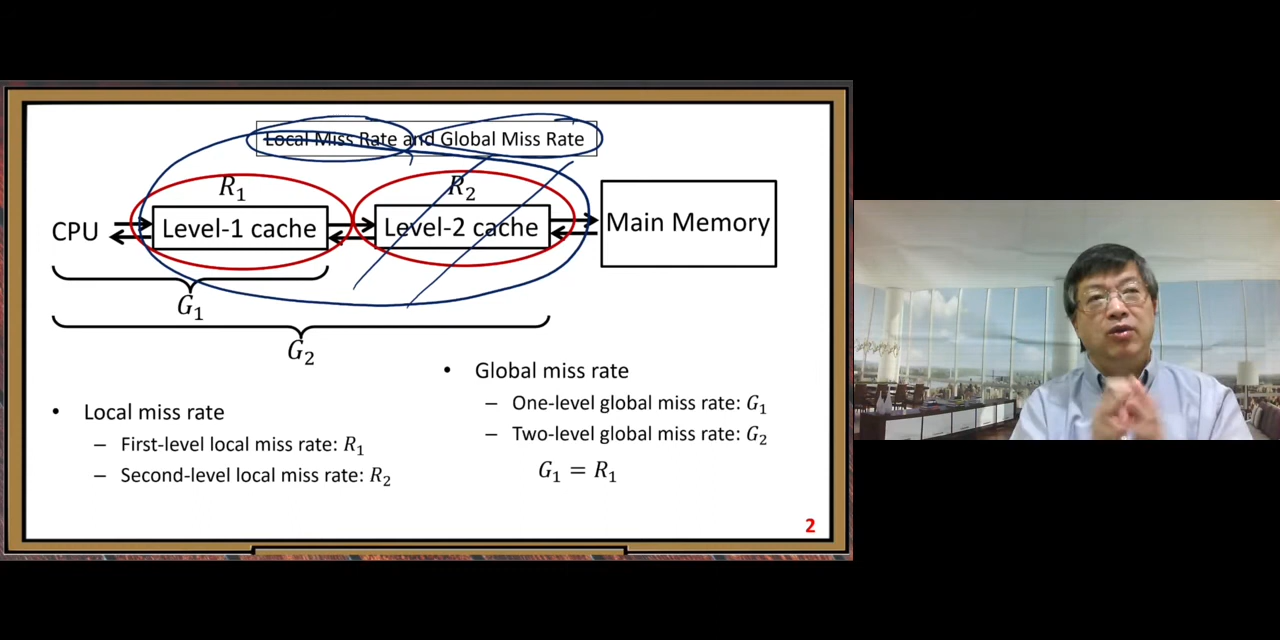 Local Miss Rate and Global Miss Rate
R₁ R₂
CPU Level-1 cache Level-2 cache Main Memory
G₁
G₂
• Local miss rate
– First-level local miss rate: R₁
– Second-level local miss rate: R₂
• Global miss rate
– One-level global miss rate: G₁
– Two-level global miss rate: G₂
G₁ = R₁
2